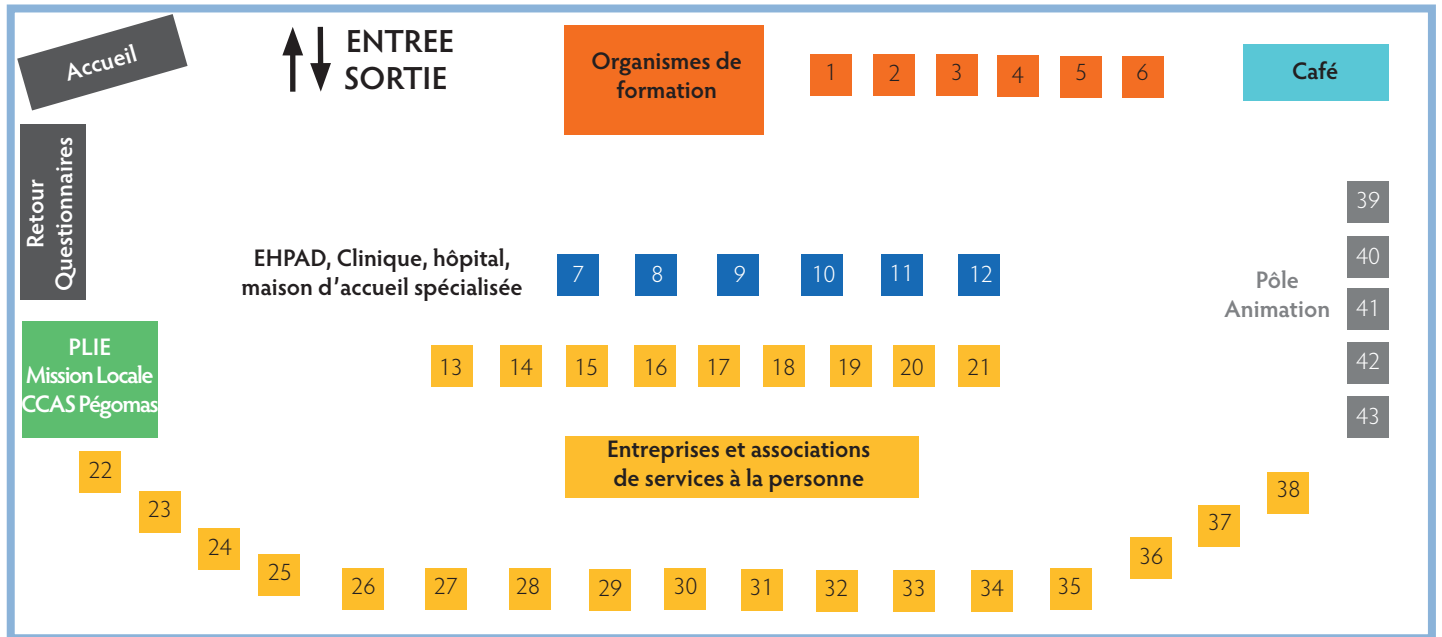 Accueil
ENTREE
SORTIE
Organismes de
formation
1 2 3 4 5 6
Café
Retour
Questionnaires
39
40
41
42
43
Pôle
Animation
EHPAD, Clinique, hôpital,
maison d’accueil spécialisée
7 8 9 10 11 12
PLIE
Mission Locale
CCAS Pégomas
13 14 15 16 17 18 19 20 21
Entreprises et associations
de services à la personne
22
23
24
25
26 27 28 29 30 31 32 33 34 35
36
37
38